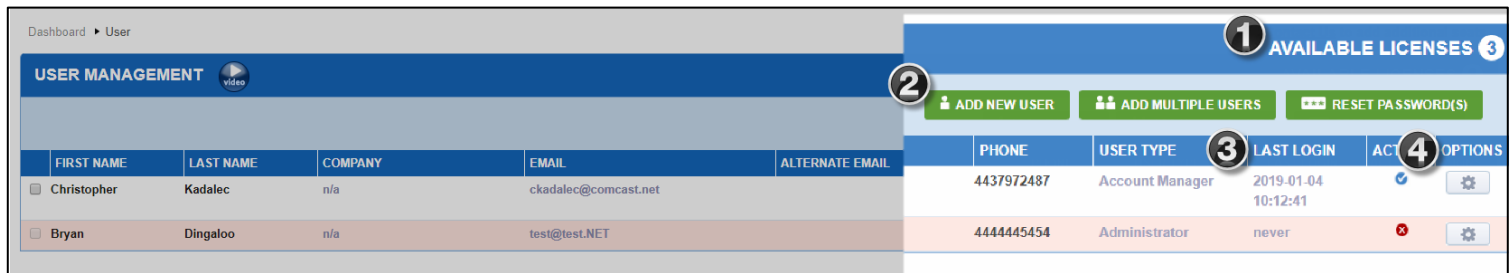 Dashboard ▸ User
1 AVAILABLE LICENSES 3
USER MANAGEMENT video
2 ADD NEW USER ADD MULTIPLE USERS *** RESET PASSWORD(S)
FIRST NAME LAST NAME COMPANY EMAIL ALTERNATE EMAIL PHONE USER TYPE 3 LAST LOGIN ACT 4 OPTIONS
Christopher Kadalec n/a ckadalec@comcast.net 4437972487 Account Manager 2019-01-04
10:12:41
Bryan Dingaloo n/a test@test.NET 4444445454 Administrator never